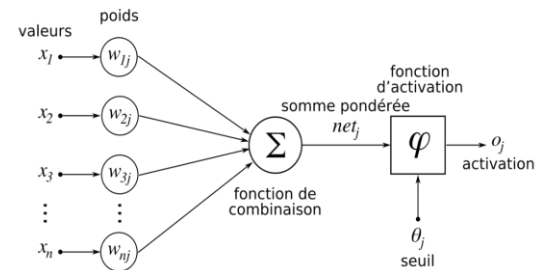 valeurs
poids
x₁
w₁ⱼ
x₂
w₂ⱼ
x₃
w₃ⱼ
⋮ ⋮
xₙ
wₙⱼ
Σ
fonction de
combinaison
somme pondérée
netⱼ
fonction
d'activation
φ
oⱼ
activation
θⱼ
seuil